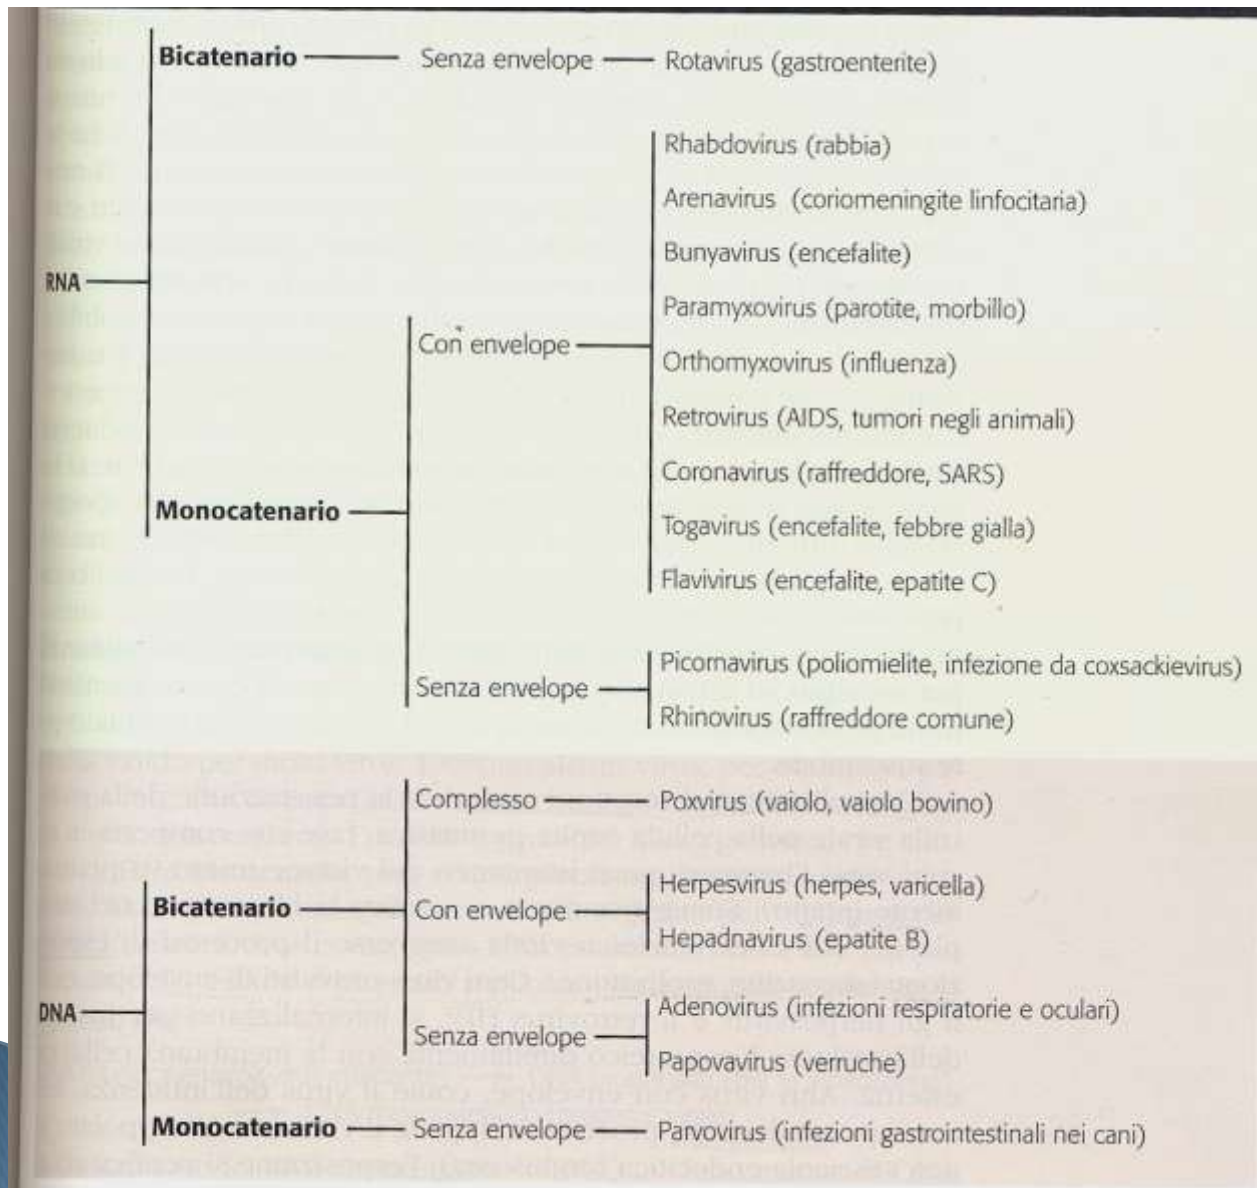 Bicatenario Senza envelope Rotavirus (gastroenterite)
Rhabdovirus (rabbia)
Arenavirus (coriomeningite linfocitaria)
Bunyavirus (encefalite)
RNA
Paramyxovirus (parotite, morbillo)
Con envelope
Orthomyxovirus (influenza)
Retrovirus (AIDS, tumori negli animali)
Coronavirus (raffreddore, SARS)
Monocatenario
Togavirus (encefalite, febbre gialla)
Flavivirus (encefalite, epatite C)
Picornavirus (poliomielite, infezione da coxsackievirus)
Senza envelope
Rhinovirus (raffreddore comune)
Complesso Poxvirus (vaiolo, vaiolo bovino)
Herpesvirus (herpes, varicella)
Bicatenario Con envelope
Hepadnavirus (epatite B)
Adenovirus (infezioni respiratorie e oculari)
DNA
Senza envelope
Papovavirus (verruche)
Monocatenario Senza envelope Parvovirus (infezioni gastrointestinali nei cani)